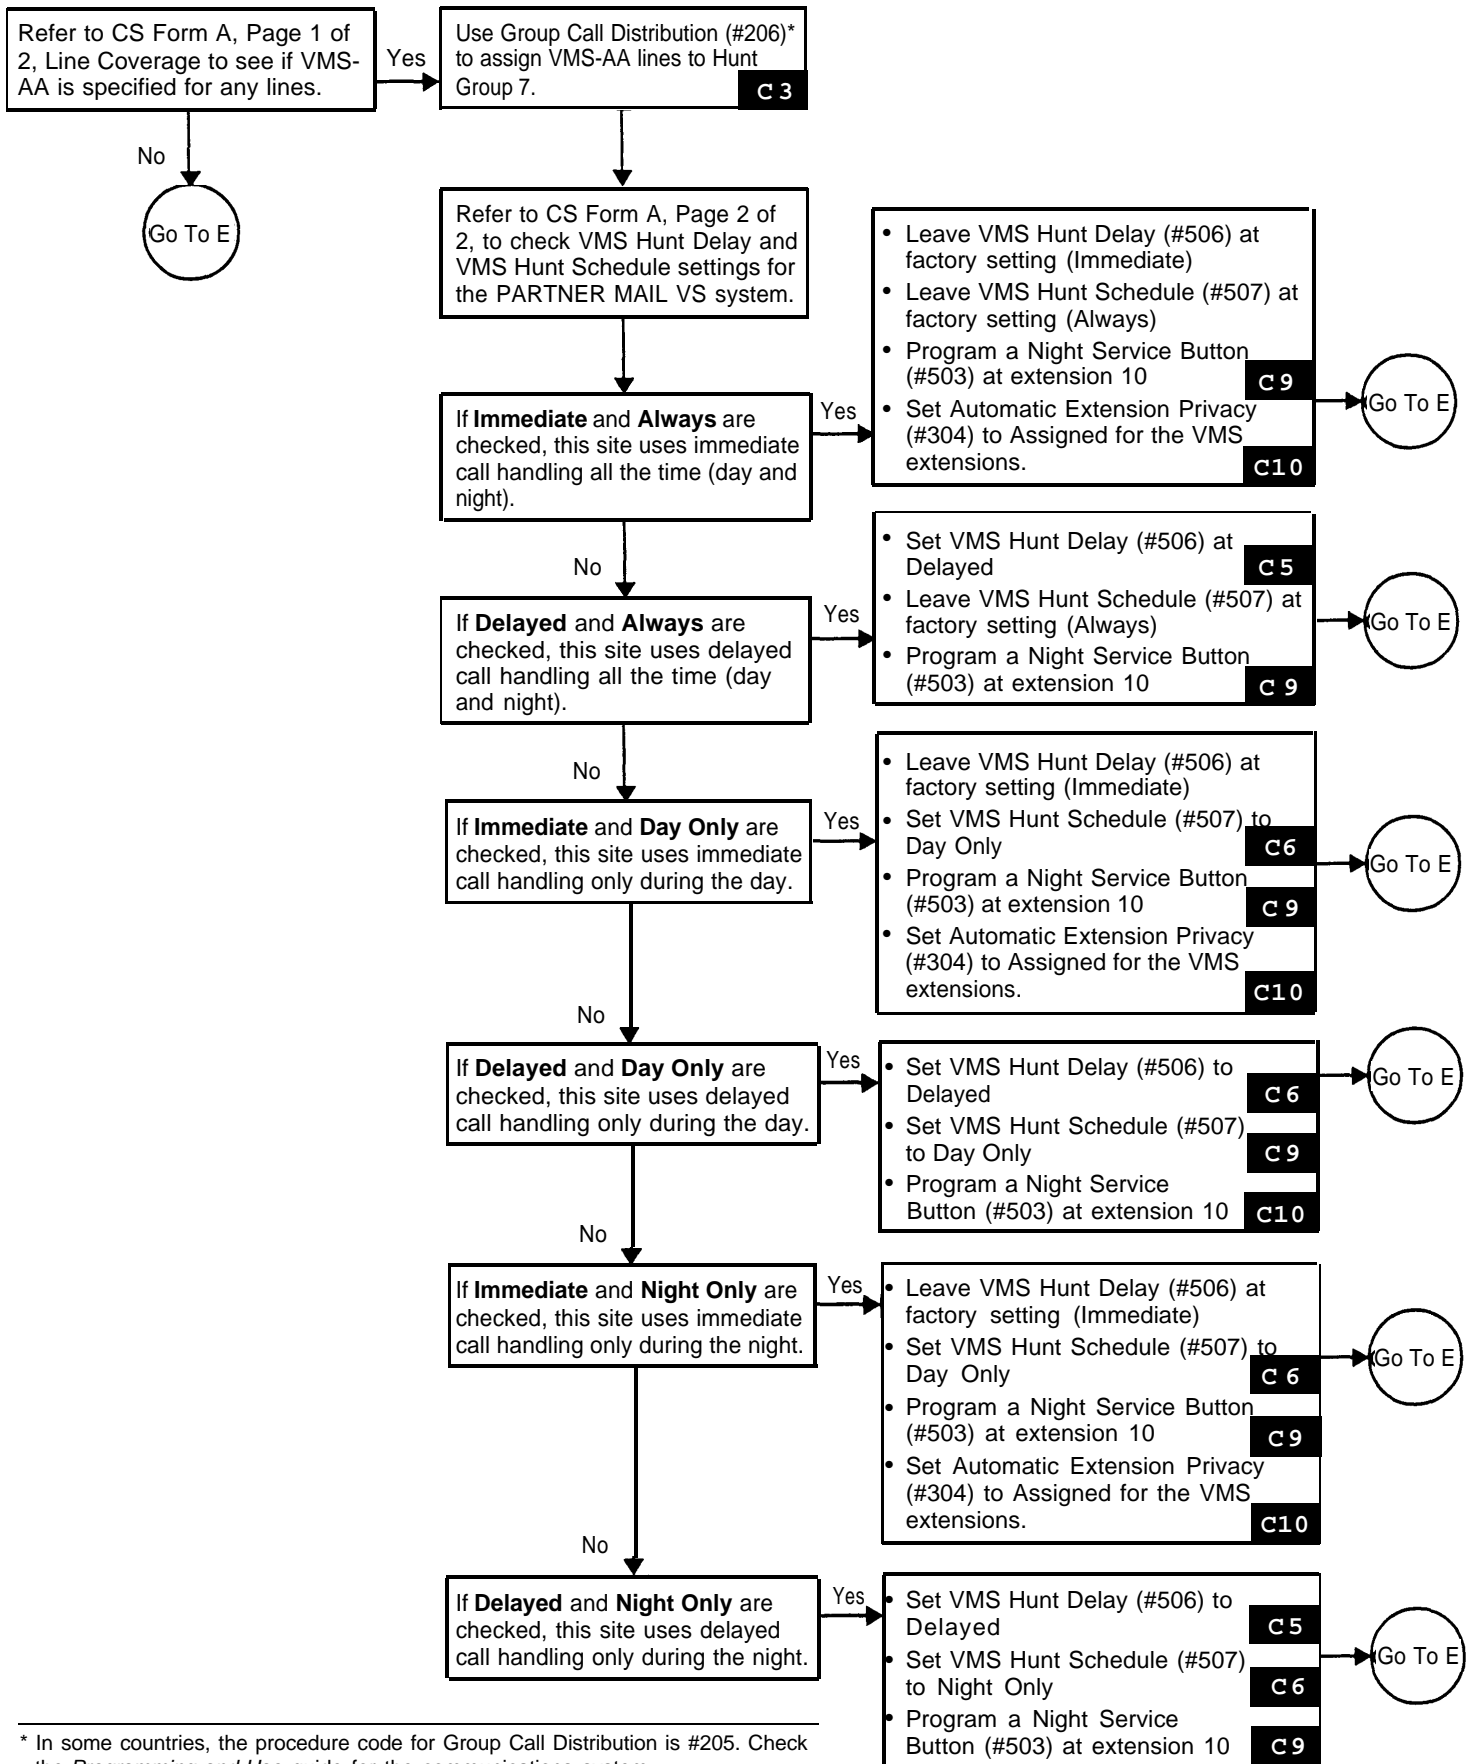 Refer to CS Form A, Page 1 of
2, Line Coverage to see if VMS-
AA is specified for any lines.
Yes
Use Group Call Distribution (#206)*
to assign VMS-AA lines to Hunt
Group 7.
C 3
No
Go To E
Refer to CS Form A, Page 2 of
2, to check VMS Hunt Delay and
VMS Hunt Schedule settings for
the PARTNER MAIL VS system.
If Immediate and Always are
checked, this site uses immediate
call handling all the time (day and
night).
Yes
• Leave VMS Hunt Delay (#506) at
factory setting (Immediate)
• Leave VMS Hunt Schedule (#507) at
factory setting (Always)
• Program a Night Service Button
(#503) at extension 10
C 9
• Set Automatic Extension Privacy
(#304) to Assigned for the VMS
extensions.
C10
Go To E
No
If Delayed and Always are
checked, this site uses delayed
call handling all the time (day
and night).
Yes
• Set VMS Hunt Delay (#506) at
Delayed
C 5
• Leave VMS Hunt Schedule (#507) at
factory setting (Always)
• Program a Night Service Button
(#503) at extension 10
C 9
Go To E
No
If Immediate and Day Only are
checked, this site uses immediate
call handling only during the day.
Yes
• Leave VMS Hunt Delay (#506) at
factory setting (Immediate)
• Set VMS Hunt Schedule (#507) to
Day Only
C6
• Program a Night Service Button
(#503) at extension 10
C 9
• Set Automatic Extension Privacy
(#304) to Assigned for the VMS
extensions.
C10
Go To E
No
If Delayed and Day Only are
checked, this site uses delayed
call handling only during the day.
Yes
• Set VMS Hunt Delay (#506) to
Delayed
C 6
• Set VMS Hunt Schedule (#507)
to Day Only
C 9
• Program a Night Service
Button (#503) at extension 10
C10
Go To E
No
If Immediate and Night Only are
checked, this site uses immediate
call handling only during the night.
Yes
• Leave VMS Hunt Delay (#506) at
factory setting (Immediate)
• Set VMS Hunt Schedule (#507) to
Day Only
C 6
• Program a Night Service Button
(#503) at extension 10
C 9
• Set Automatic Extension Privacy
(#304) to Assigned for the VMS
extensions.
C10
Go To E
No
If Delayed and Night Only are
checked, this site uses delayed
call handling only during the night.
Yes
• Set VMS Hunt Delay (#506) to
Delayed
C 5
• Set VMS Hunt Schedule (#507)
to Night Only
C 6
• Program a Night Service
Button (#503) at extension 10
C 9
Go To E
* In some countries, the procedure code for Group Call Distribution is #205. Check